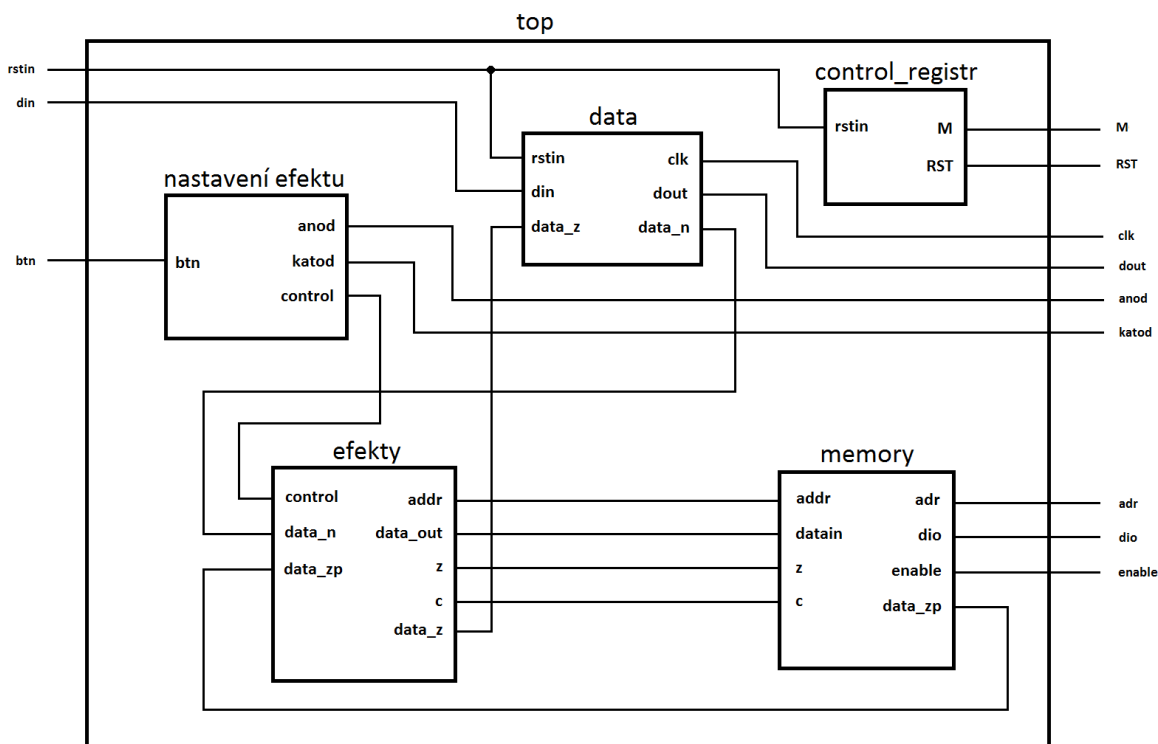 top
rstin
din
btn
control_registr
rstin
M
RST
data
rstin
din
data_z
clk
dout
data_n
nastavení efektu
btn
anod
katod
control
M
RST
clk
dout
anod
katod
efekty
control
data_n
data_zp
addr
data_out
z
c
data_z
memory
addr
datain
z
c
adr
dio
enable
data_zp
adr
dio
enable